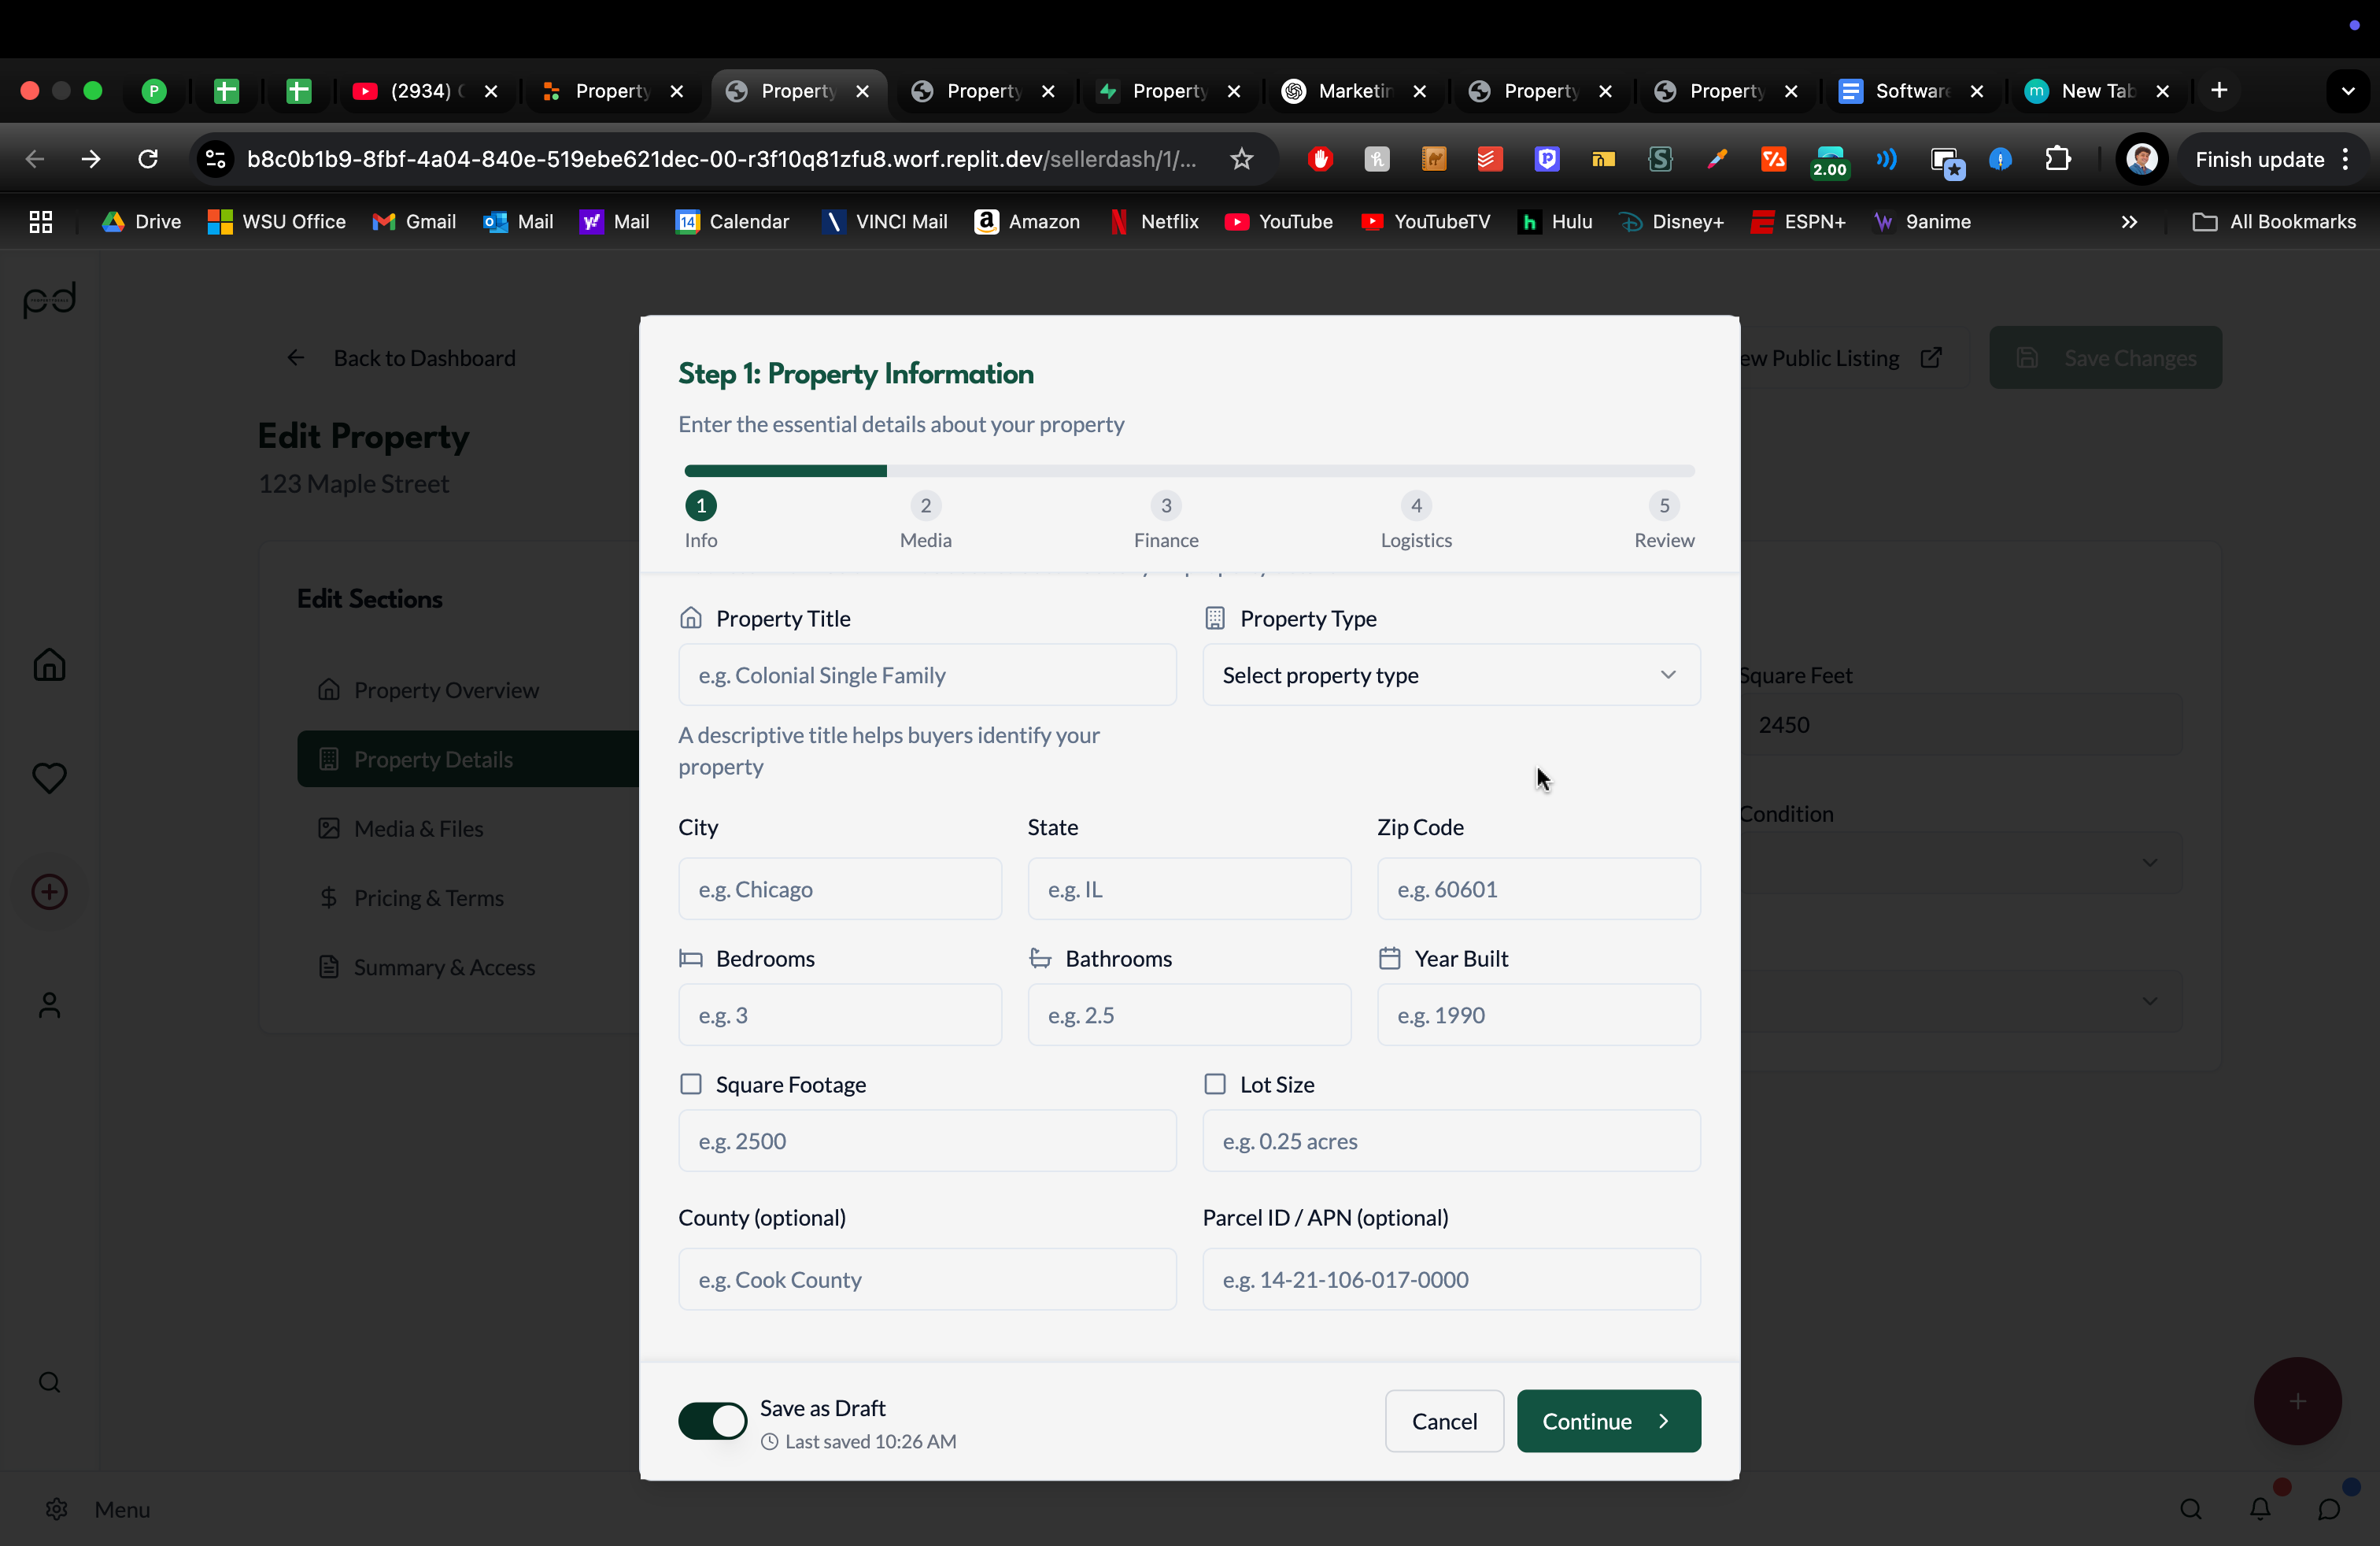 P
(2934)
Property
Property
Property
Property
Marketin
Property
Property
Software
m
New Tab
b8c0b1b9-8fbf-4a04-840e-519ebe621dec-00-r3f10q81zfu8.worf.replit.dev/sellerdash/1/...
2.00
Finish update
Drive
WSU Office
Gmail
Mail
Mail
14
Calendar
VINCI Mail
Amazon
Netflix
YouTube
YouTubeTV
Hulu
Disney+
ESPN+
9anime
All Bookmarks
pd
Back to Dashboard
ew Public Listing
Save Changes
Edit Property
123 Maple Street
Edit Sections
Property Overview
Property Details
Media & Files
Pricing & Terms
Summary & Access
Step 1: Property Information
Enter the essential details about your property
1
2
3
4
5
Info
Media
Finance
Logistics
Review
Property Title
Property Type
e.g. Colonial Single Family
Select property type
A descriptive title helps buyers identify your
property
City
State
Zip Code
e.g. Chicago
e.g. IL
e.g. 60601
Bedrooms
Bathrooms
Year Built
e.g. 3
e.g. 2.5
e.g. 1990
Square Footage
Lot Size
e.g. 2500
e.g. 0.25 acres
County (optional)
Parcel ID / APN (optional)
e.g. Cook County
e.g. 14-21-106-017-0000
Save as Draft
Last saved 10:26 AM
Cancel
Continue
Square Feet
2450
Condition
Menu